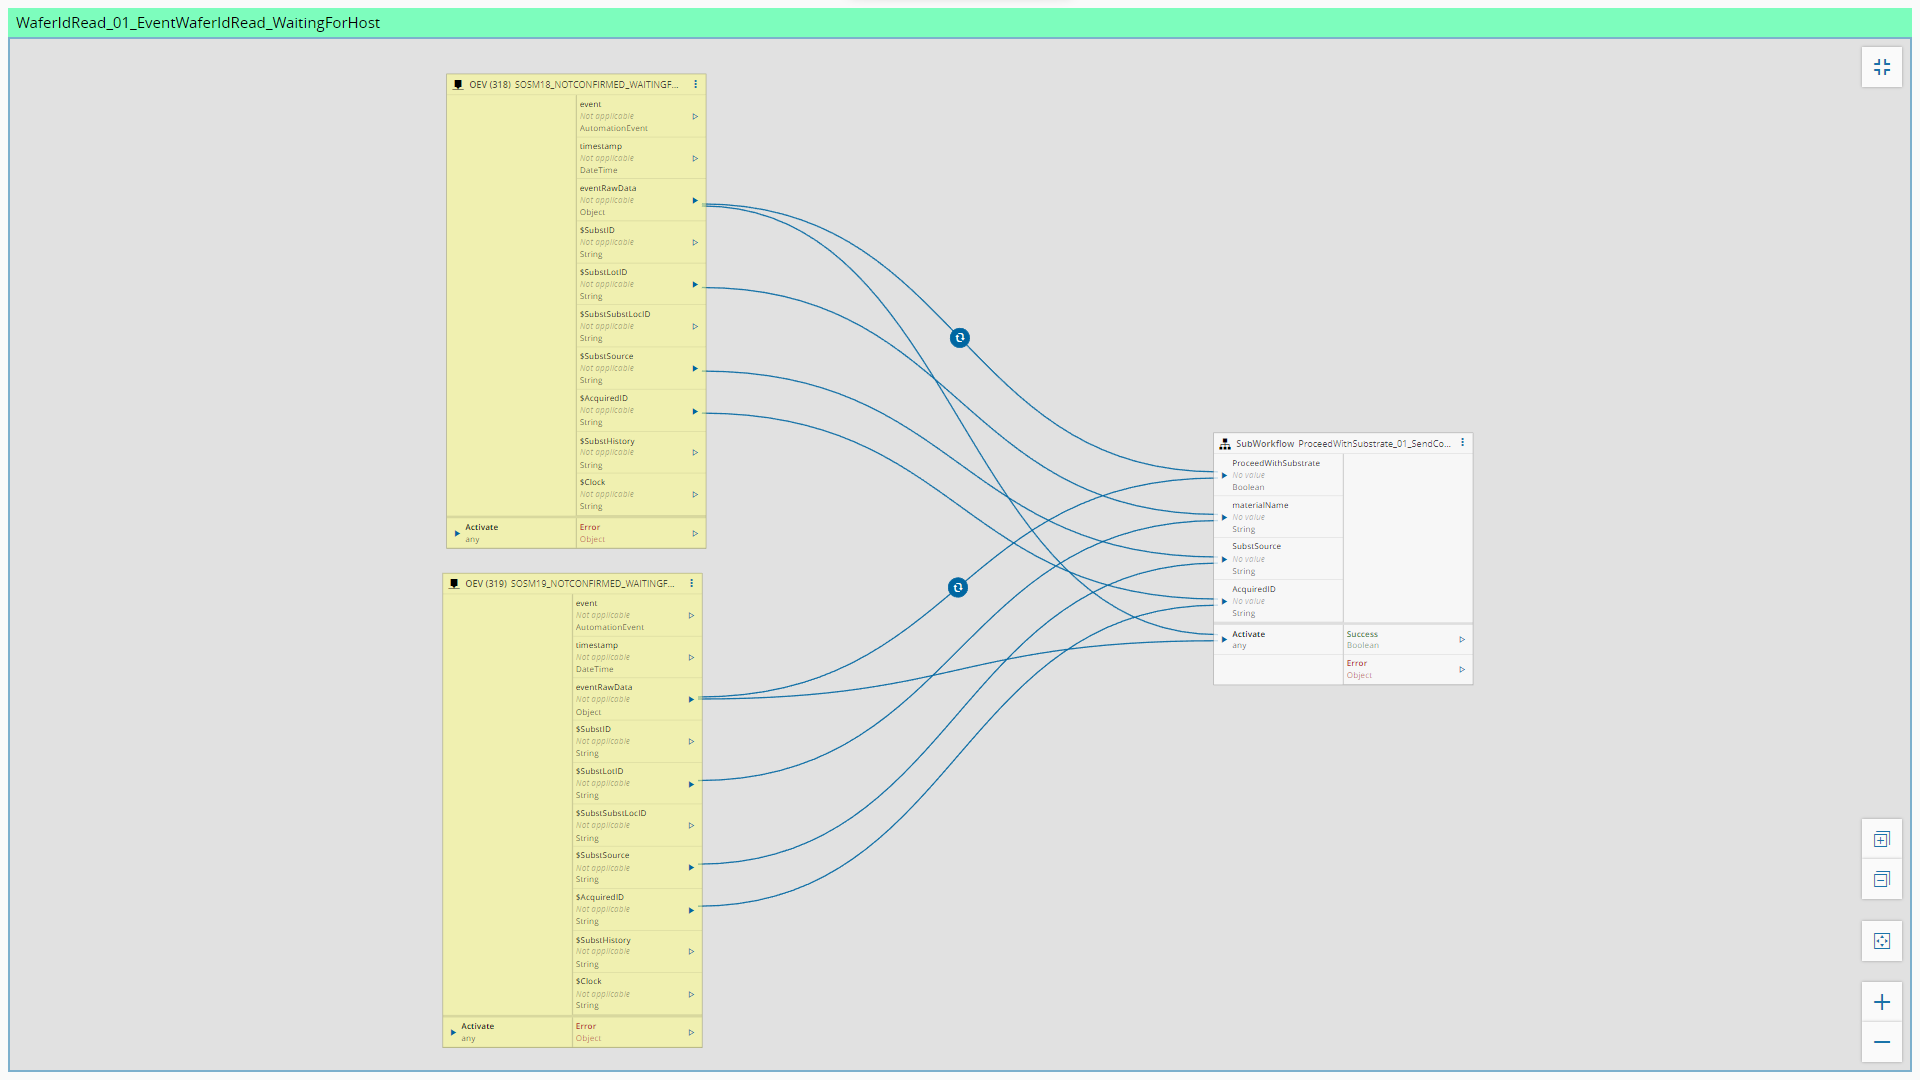 WaferIdRead_01_EventWaferIdRead_WaitingForHost
OEV (318) SOSM18_NOTCONFIRMED_WAITINGF...
event
Not applicable
AutomationEvent
timestamp
Not applicable
DateTime
eventRawData
Not applicable
Object
$SubstID
Not applicable
String
$SubstLotID
Not applicable
String
$SubstSubstLocID
Not applicable
String
$SubstSource
Not applicable
String
$AcquiredID
Not applicable
String
$SubstHistory
Not applicable
String
$Clock
Not applicable
String
Activate
any
Error
Object
OEV (319) SOSM19_NOTCONFIRMED_WAITINGF...
event
Not applicable
AutomationEvent
timestamp
Not applicable
DateTime
eventRawData
Not applicable
Object
$SubstID
Not applicable
String
$SubstLotID
Not applicable
String
$SubstSubstLocID
Not applicable
String
$SubstSource
Not applicable
String
$AcquiredID
Not applicable
String
$SubstHistory
Not applicable
String
$Clock
Not applicable
String
Activate
any
Error
Object
SubWorkflow ProceedWithSubstrate_01_SendCo...
ProceedWithSubstrate
No value
Boolean
materialName
No value
String
SubstSource
No value
String
AcquiredID
No value
String
Activate
any
Success
Boolean
Error
Object